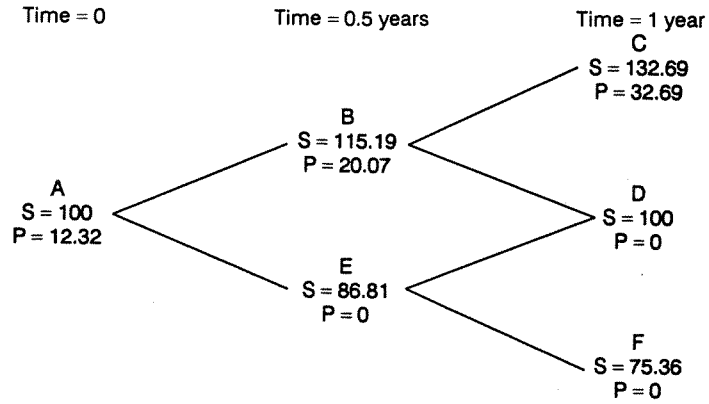 Time = 0
Time = 0.5 years
Time = 1 year
C
S = 132.69
P = 32.69
B
S = 115.19
P = 20.07
A
S = 100
P = 12.32
D
S = 100
P = 0
E
S = 86.81
P = 0
F
S = 75.36
P = 0